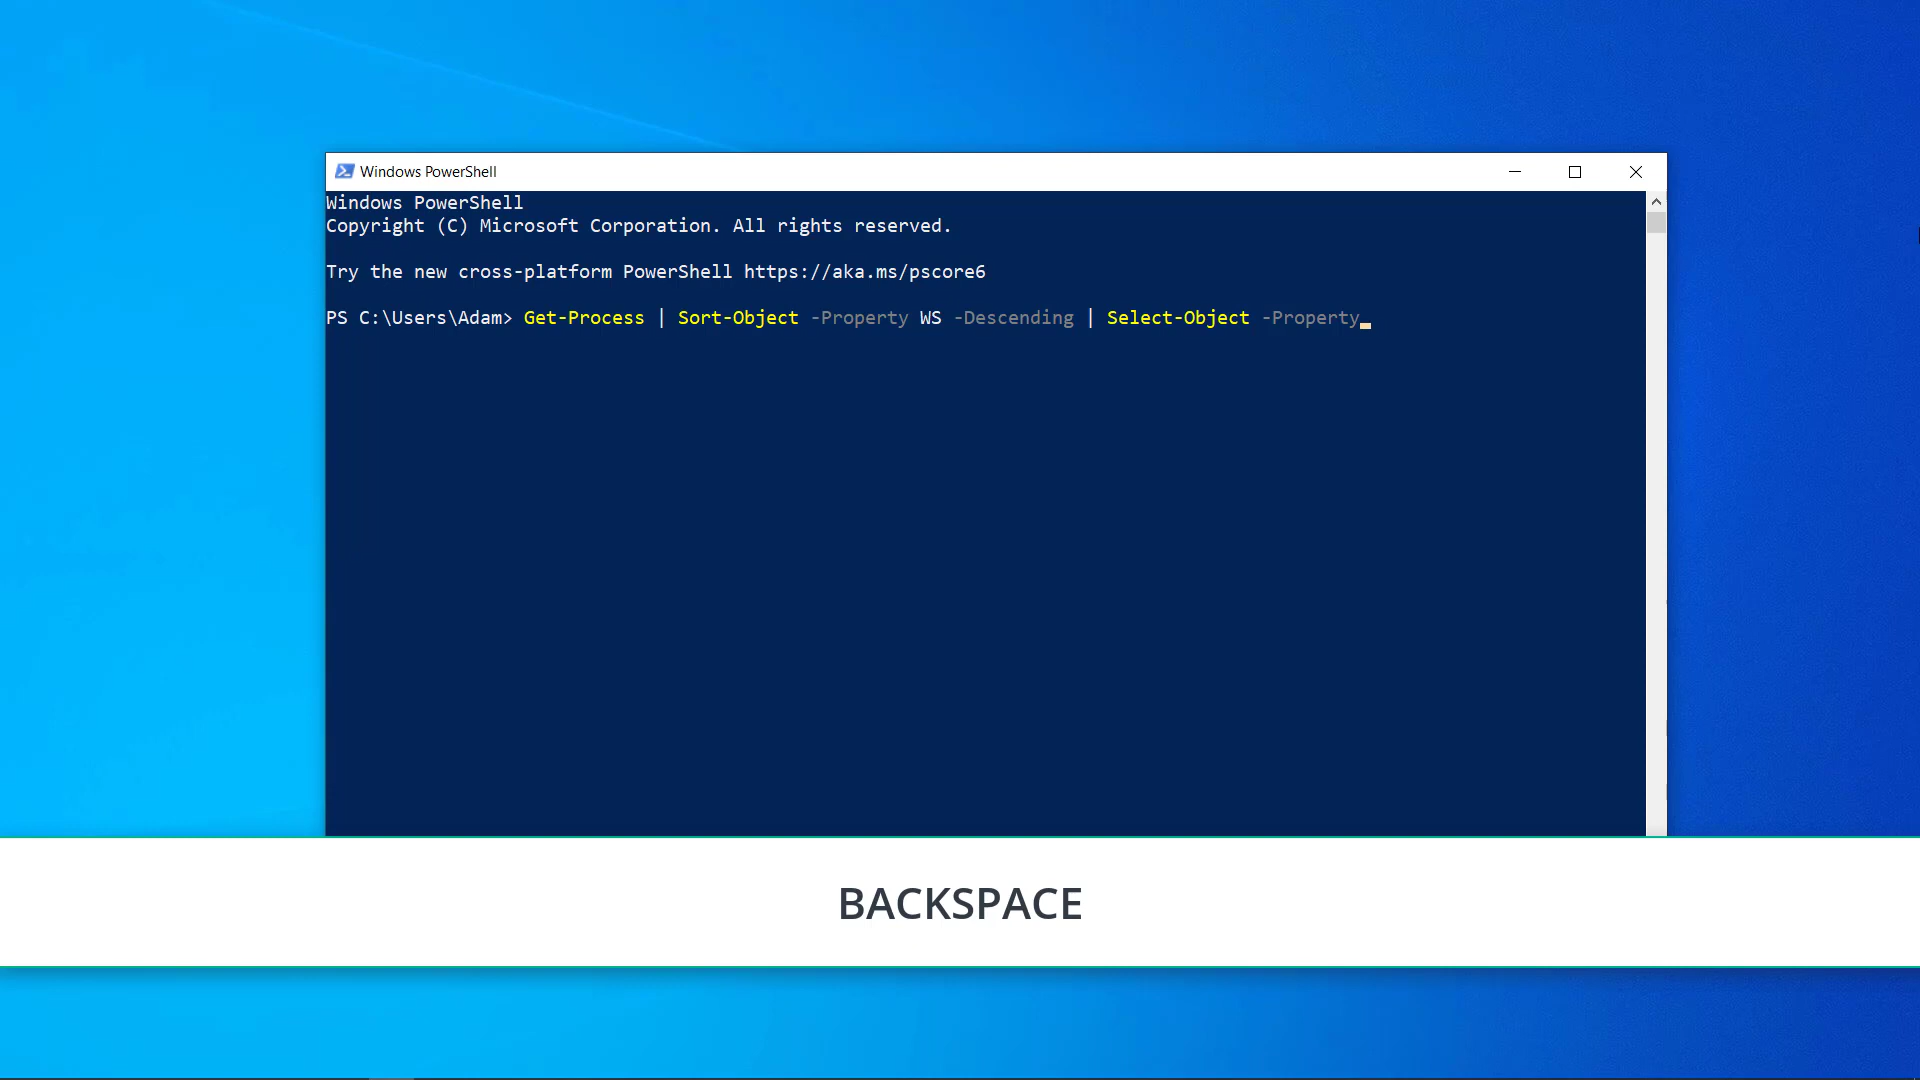 Windows PowerShell
Windows PowerShell
Copyright (C) Microsoft Corporation. All rights reserved.
Try the new cross-platform PowerShell https://aka.ms/pscore6
PS C:\Users\Adam> Get-Process | Sort-Object -Property WS -Descending | Select-Object -Property
BACKSPACE